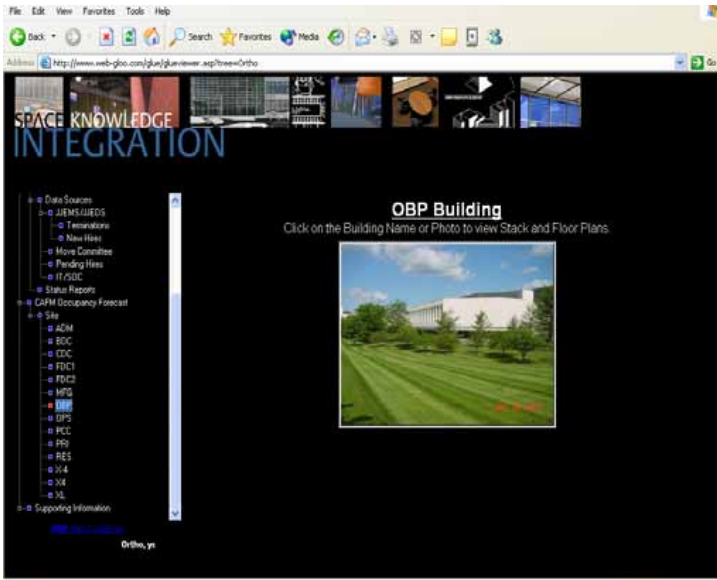 File Edit View Favorites Tools Help
Back Search Favorites Media
Address http://www.web-gloo.com/glue/glueviewer.asp?tree=Ortho Go
SPACE KNOWLEDGE
INTEGRATION
Data Sources
JJEMS/JJEDS
Terminations
New Hires
Move Committee
Pending Hires
IT/SOC
Status Reports
CAFM Occupancy Forecast
Site
ADM
BDC
CDC
FDC1
FDC2
MFG
OBP
OPS
PCC
PRI
RES
X-4
X4
XL
Supporting Information
Ortho, ys
OBP Building
Click on the Building Name or Photo to view Stack and Floor Plans.